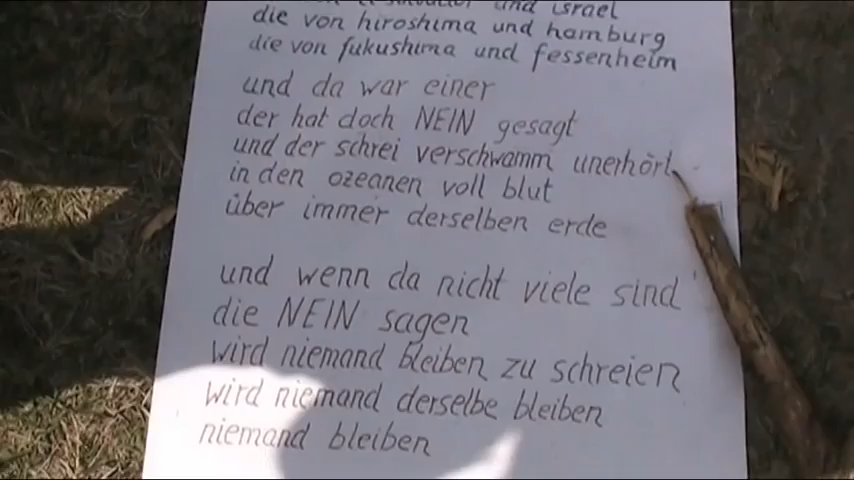 und israel
die von hiroshima und hamburg
die von fukushima und fessenheim
und da war einer
der hat doch NEIN gesagt
und der schrei verschwamm unerhört
in den ozeanen voll blut
über immer derselben erde
und wenn da nicht viele sind
die NEIN sagen
wird niemand bleiben zu schreien
wird niemand derselbe bleiben
niemand bleiben